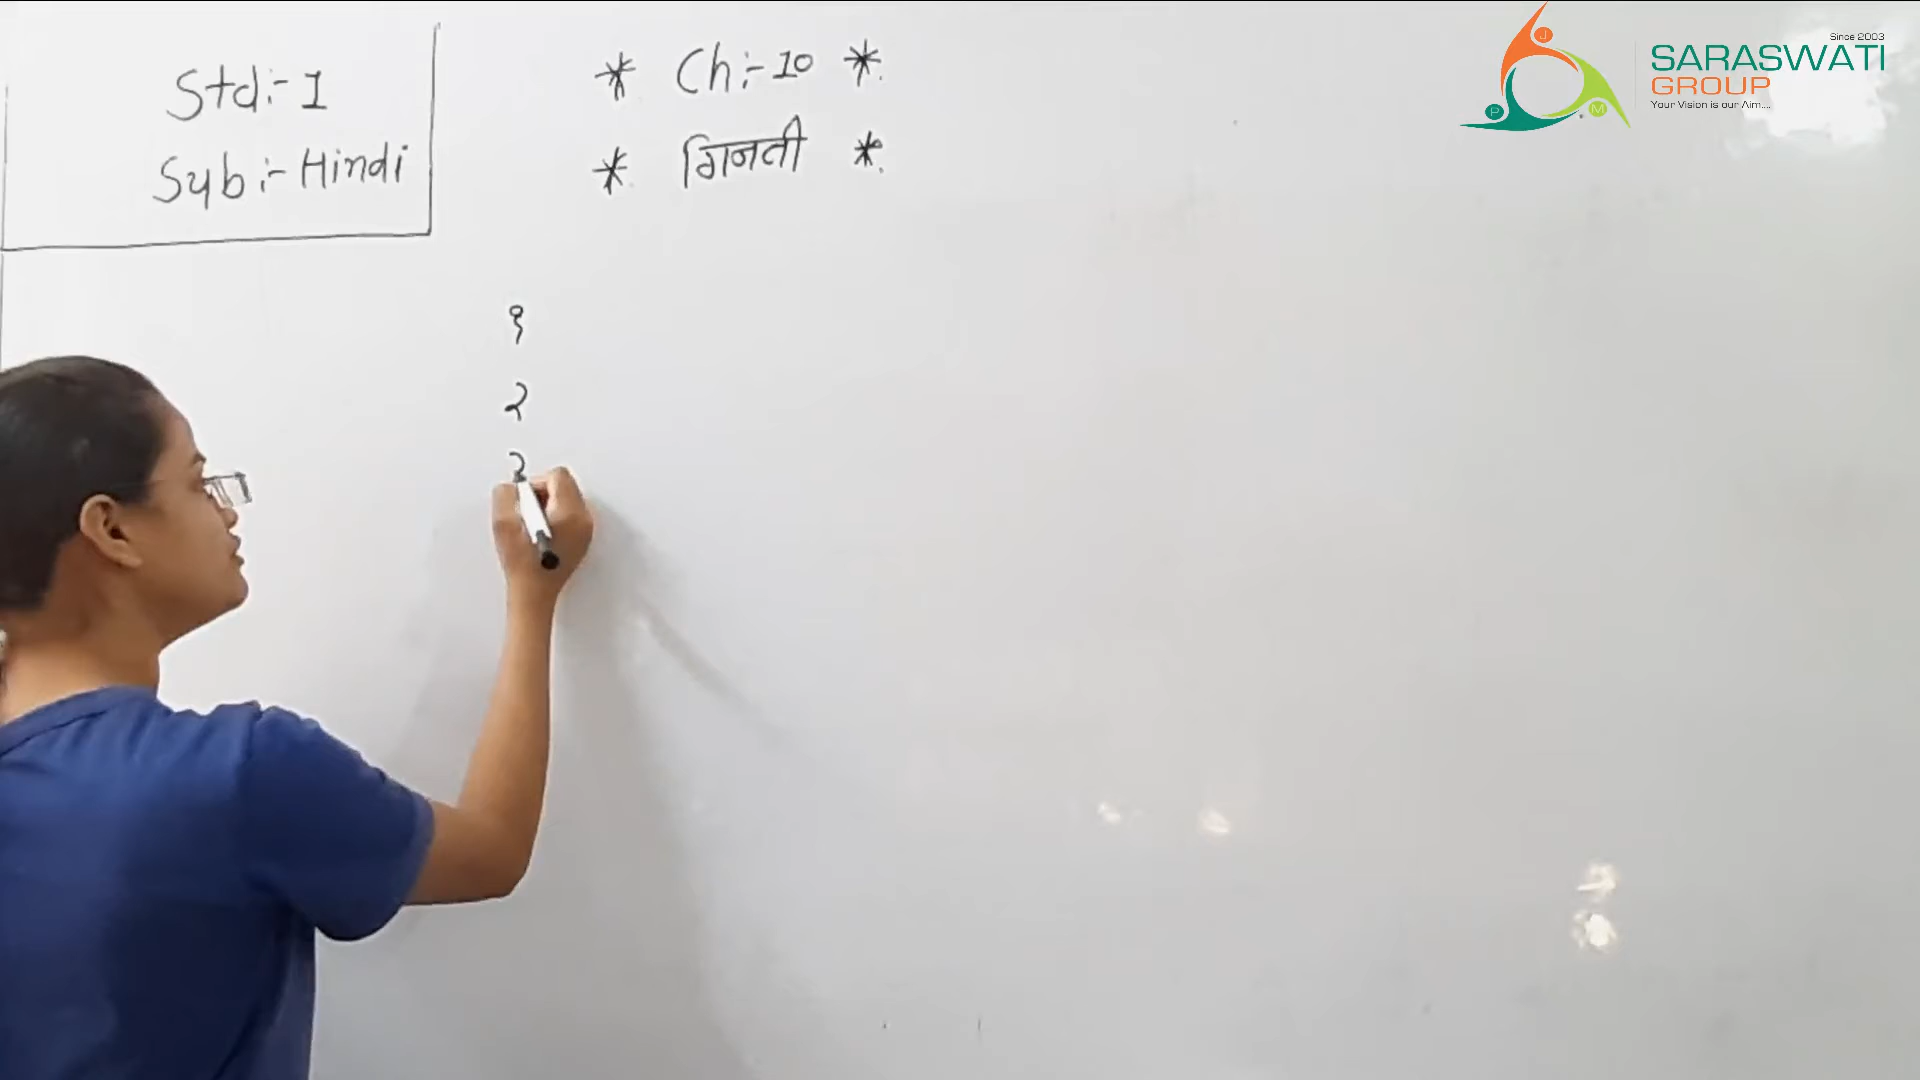 Std:- 1
Sub:- Hindi
* Ch:- 10 *
* गिनती *
१
२
३
Since 2003
SARASWATI
GROUP
Your Vision is our Aim....
J
P
M